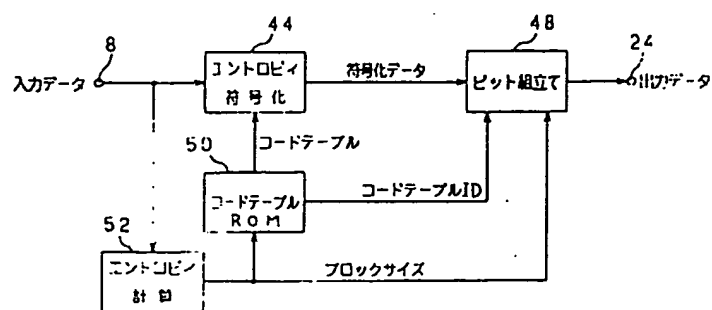 44
48
24
8
入力データ
エントロピィ
符号化
符号化データ
ビット組立て
出力データ
コードテーブル
50
コードテーブル
ROM
コードテーブルID
52
エントロピィ
ブロックサイズ